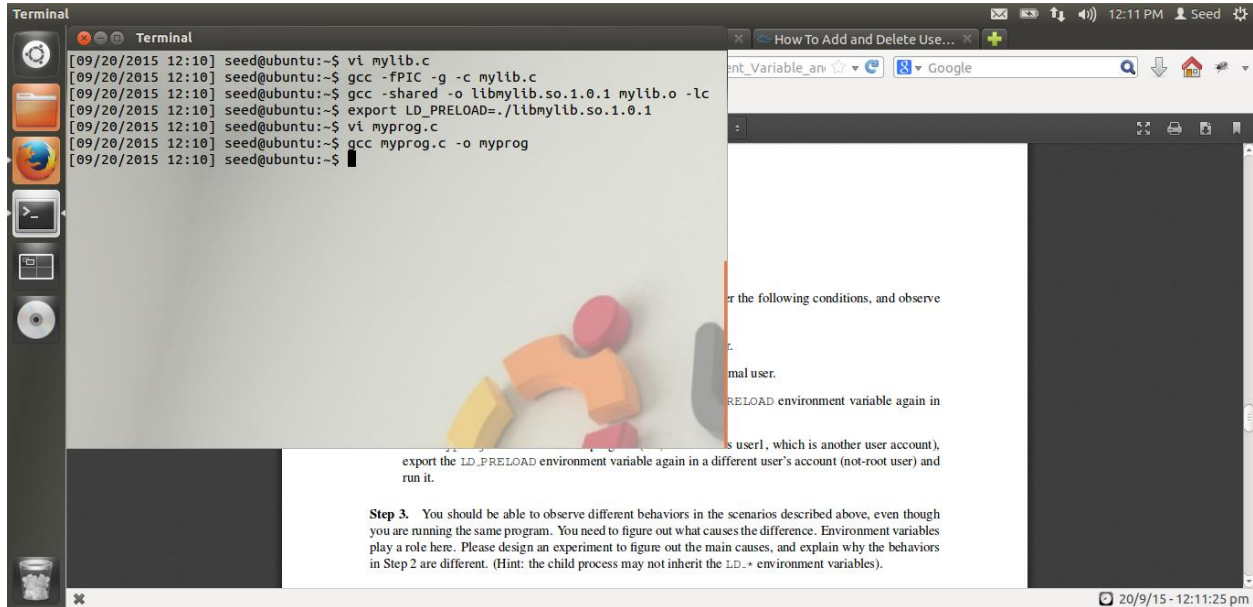 Terminal
12:11 PM
Seed
Terminal
[09/20/2015 12:10] seed@ubuntu:~$ vi mylib.c
[09/20/2015 12:10] seed@ubuntu:~$ gcc -fPIC -g -c mylib.c
[09/20/2015 12:10] seed@ubuntu:~$ gcc -shared -o libmylib.so.1.0.1 mylib.o -lc
[09/20/2015 12:10] seed@ubuntu:~$ export LD_PRELOAD=./libmylib.so.1.0.1
[09/20/2015 12:10] seed@ubuntu:~$ vi myprog.c
[09/20/2015 12:10] seed@ubuntu:~$ gcc myprog.c -o myprog
[09/20/2015 12:10] seed@ubuntu:~$
How To Add and Delete Use...
ent_Variable_an
Google
er the following conditions, and observe
r.
mal user.
RELOAD environment variable again in
s user1, which is another user account),
export the LD_PRELOAD environment variable again in a different user's account (not-root user) and
run it.
Step 3. You should be able to observe different behaviors in the scenarios described above, even though
you are running the same program. You need to figure out what causes the difference. Environment variables
play a role here. Please design an experiment to figure out the main causes, and explain why the behaviors
in Step 2 are different. (Hint: the child process may not inherit the LD_* environment variables).
20/9/15 - 12:11:25 pm